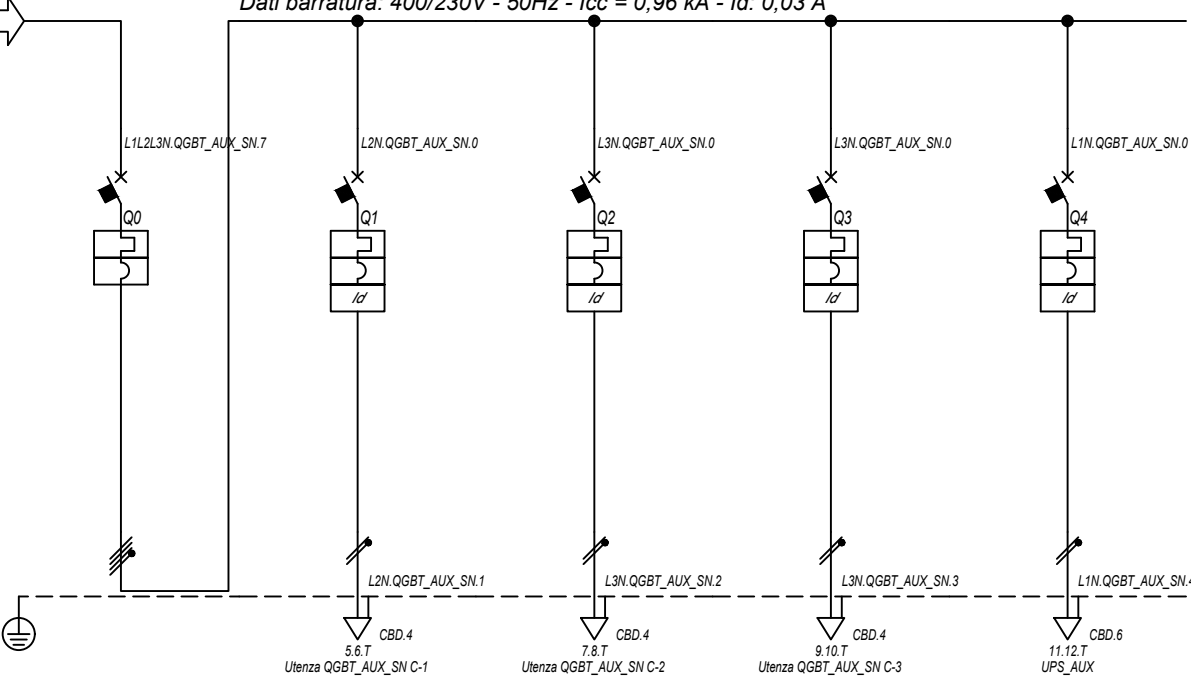 Dati barratura: 400/230V - 50Hz - Icc = 0,96 kA - Id: 0,03 A
L1L2L3N.QGBT_AUX_SN.7
L2N.QGBT_AUX_SN.0
L3N.QGBT_AUX_SN.0
L3N.QGBT_AUX_SN.0
L1N.QGBT_AUX_SN.0
Q0
Q1
Q2
Q3
Q4
Id
Id
Id
Id
L2N.QGBT_AUX_SN.1
L3N.QGBT_AUX_SN.2
L3N.QGBT_AUX_SN.3
L1N.QGBT_AUX_SN.4
CBD.4
CBD.4
CBD.4
CBD.6
5.6.T
7.8.T
9.10.T
11.12.T
Utenza QGBT_AUX_SN C-1
Utenza QGBT_AUX_SN C-2
Utenza QGBT_AUX_SN C-3
UPS_AUX